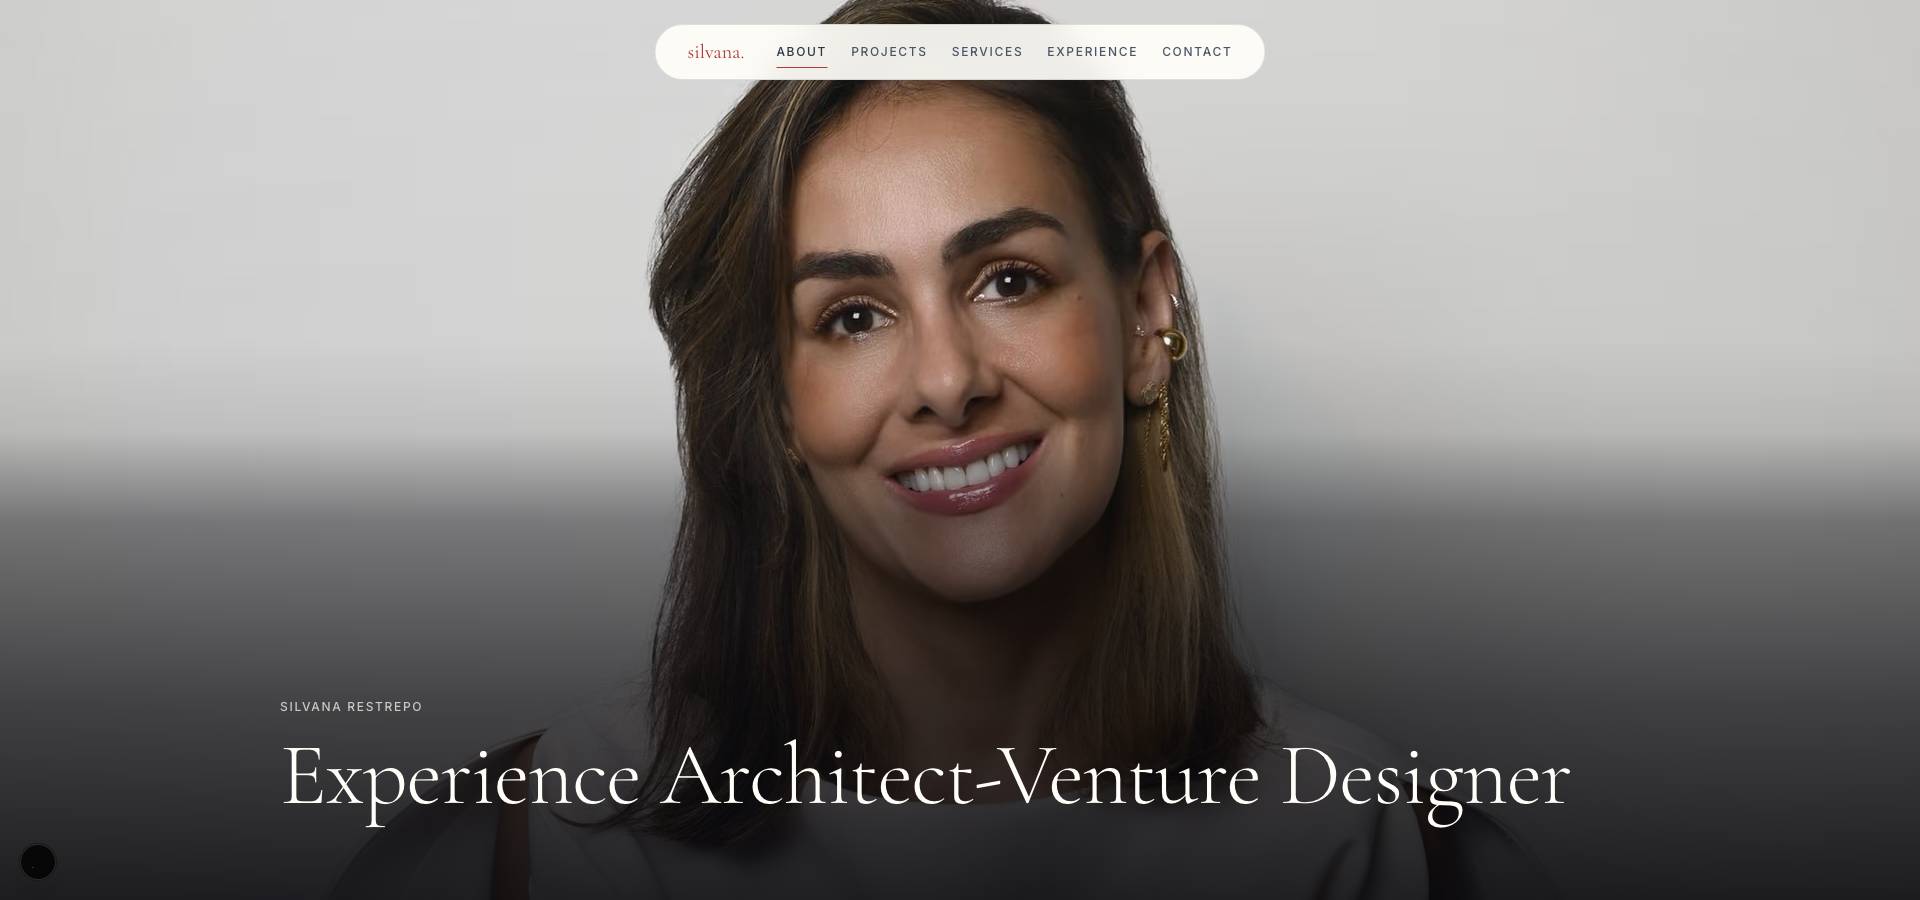 silvana. ABOUT PROJECTS SERVICES EXPERIENCE CONTACT
SILVANA RESTREPO
Experience Architect-Venture Designer